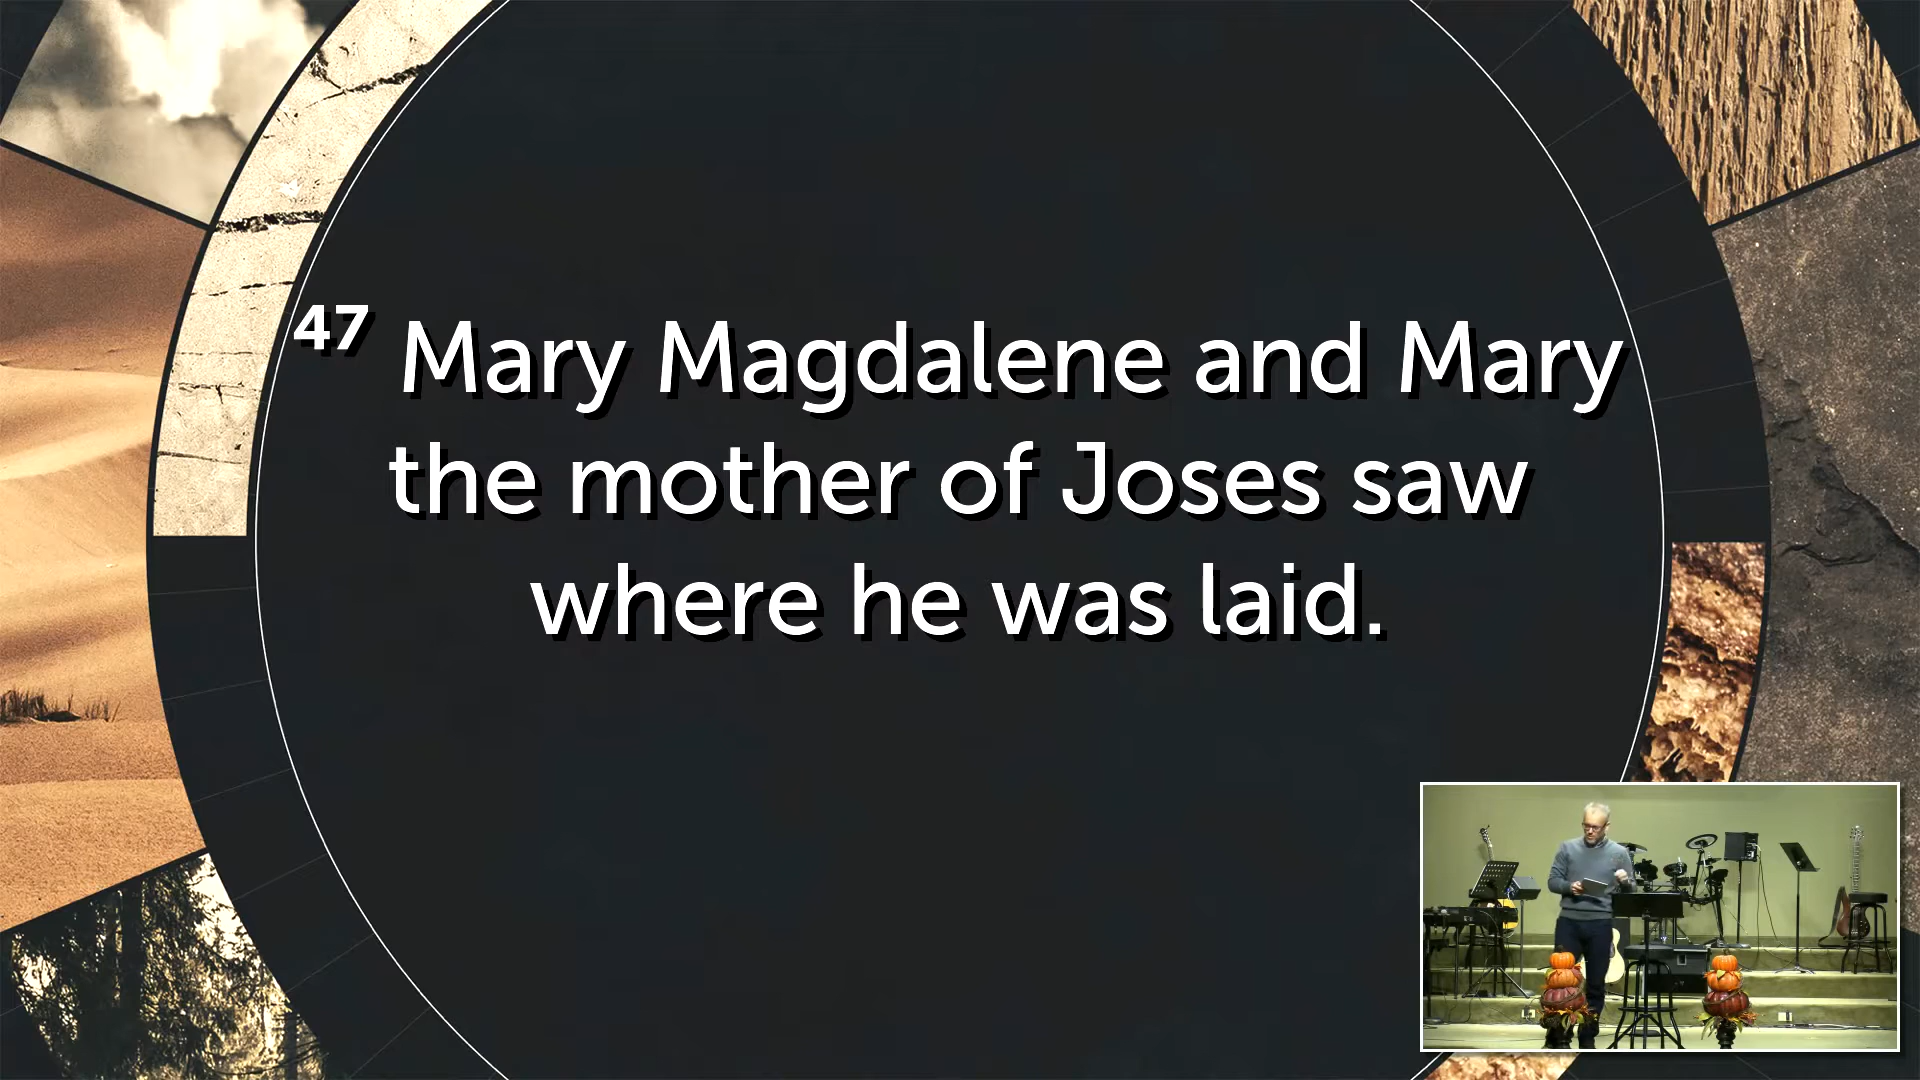 47 Mary Magdalene and Mary
the mother of Joses saw
where he was laid.